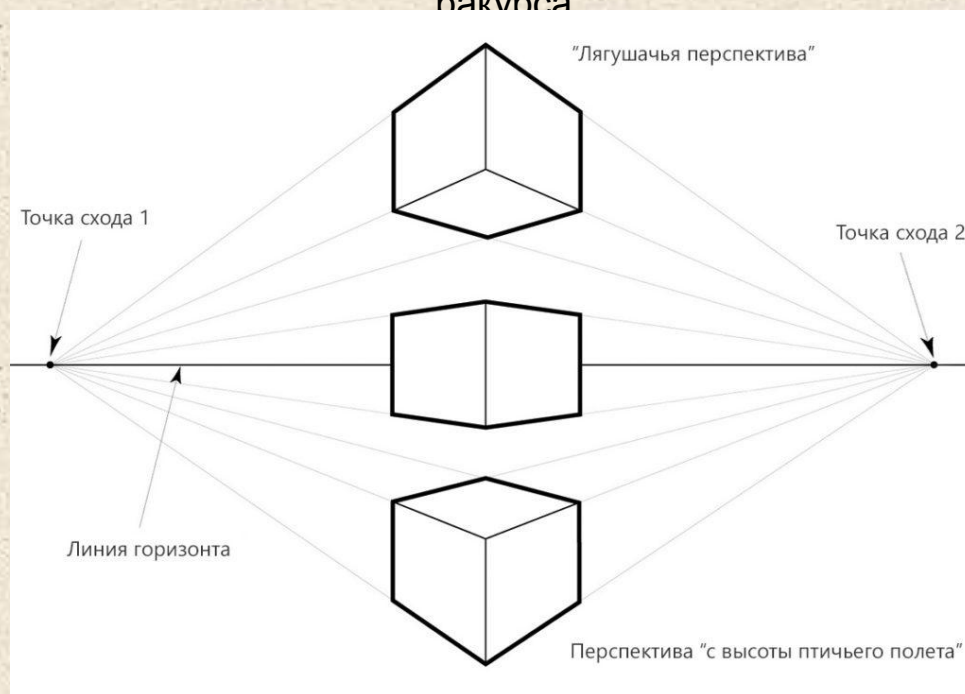 ракурса
"Лягушачья перспектива"
Точка схода 1
Точка схода 2
Линия горизонта
Перспектива "с высоты птичьего полета"